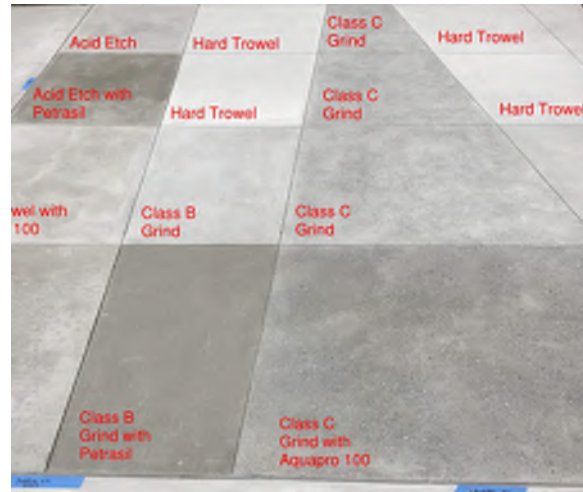 Acid Etch
Hard Trowel
Class C
Grind
Hard Trowel
Acid Etch with
Petrasil
Hard Trowel
Class C
Grind
Hard Trowel
wel with
100
Class B
Grind
Class C
Grind
Class B
Grind with
Petrasil
Class C
Grind with
Aquapro 100